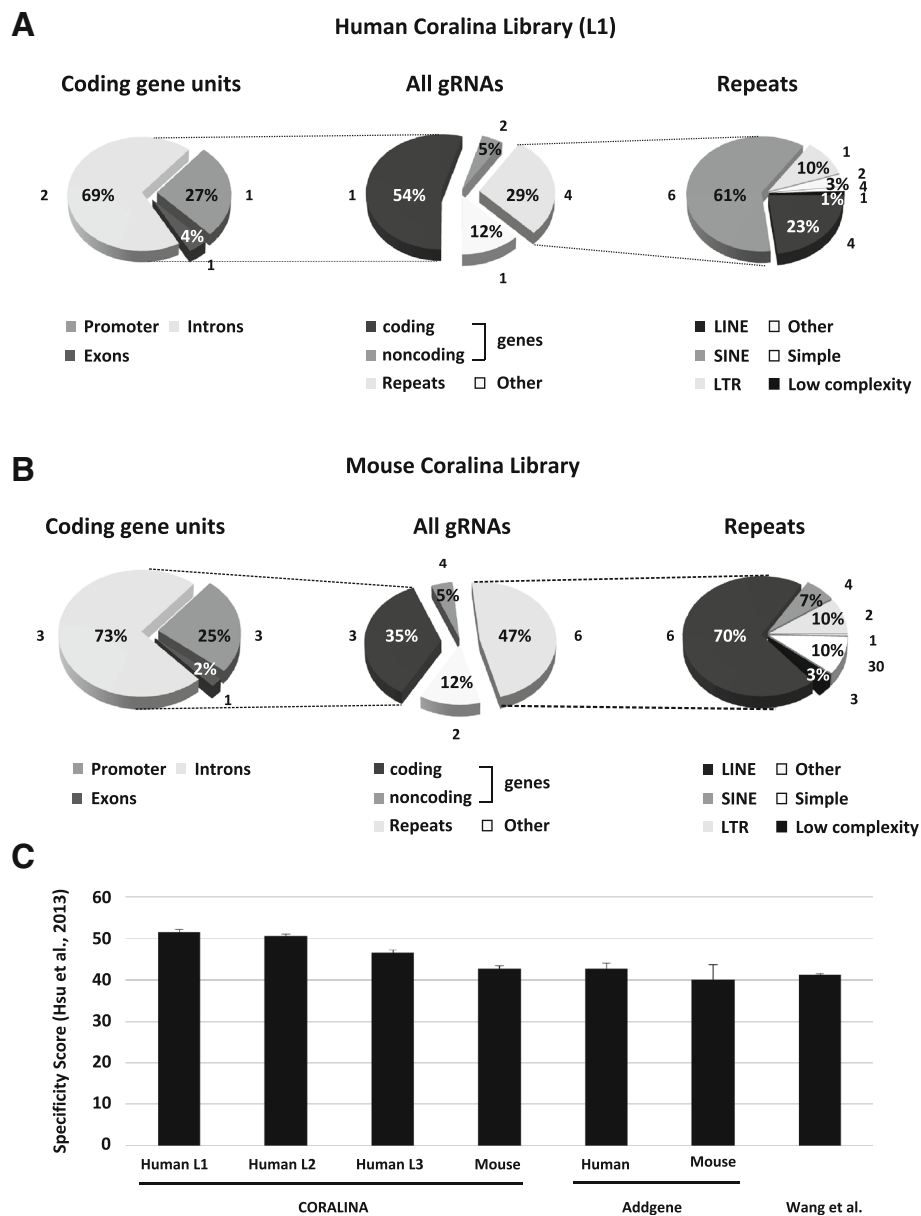 A
Human Coralina Library (L1)
Coding gene units
All gRNAs
Repeats
2
69%
27%
1
4%
1
1
54%
2
5%
29%
4
12%
1
6
61%
1
10%
2
3%
4
1%
1
23%
4
Promoter Introns
Exons
coding
noncoding
genes
Repeats Other
LINE Other
SINE Simple
LTR Low complexity
B
Mouse Coralina Library
Coding gene units
All gRNAs
Repeats
3
73%
25%
3
2%
1
3
35%
4
5%
47%
6
12%
2
6
70%
4
7%
2
10%
1
10%
30
3%
3
Promoter Introns
Exons
coding
noncoding
genes
Repeats Other
LINE Other
SINE Simple
LTR Low complexity
C
Specificity Score (Hsu et al., 2013)
60
50
40
30
20
10
0
Human L1 Human L2 Human L3 Mouse Human Mouse
CORALINA Addgene Wang et al.